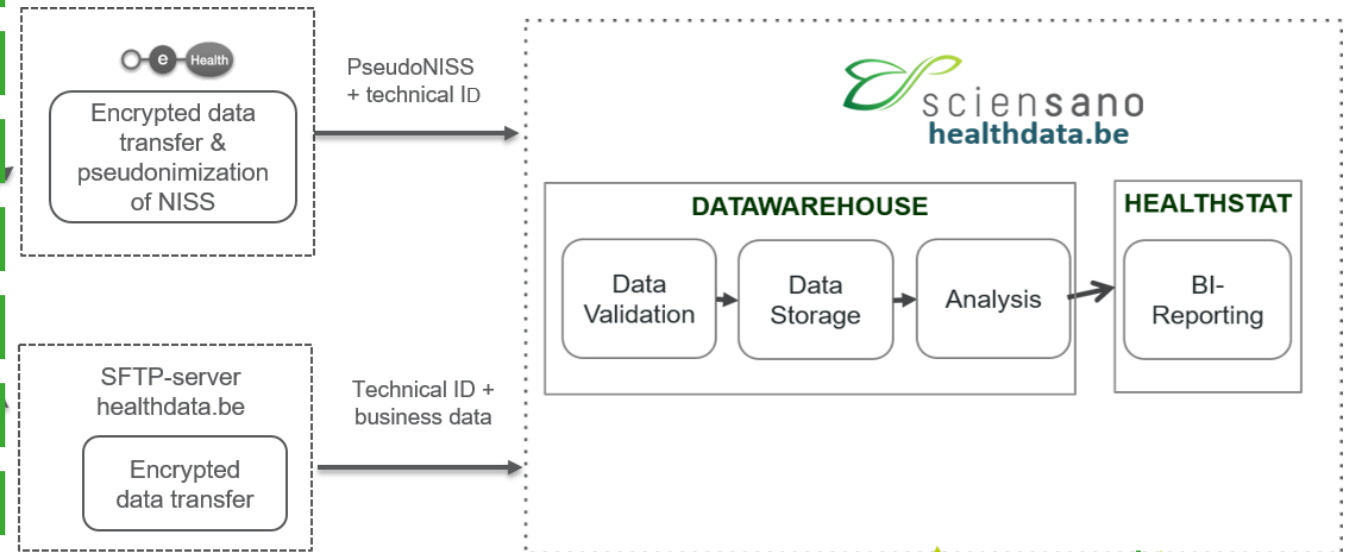 e Health
Encrypted data
transfer &
pseudonimization
of NISS
PseudoNISS
+ technical ID
sciensano
healthdata.be
DATAWAREHOUSE
Data
Validation
Data
Storage
Analysis
HEALTHSTAT
BI-
Reporting
SFTP-server
healthdata.be
Encrypted
data transfer
Technical ID +
business data